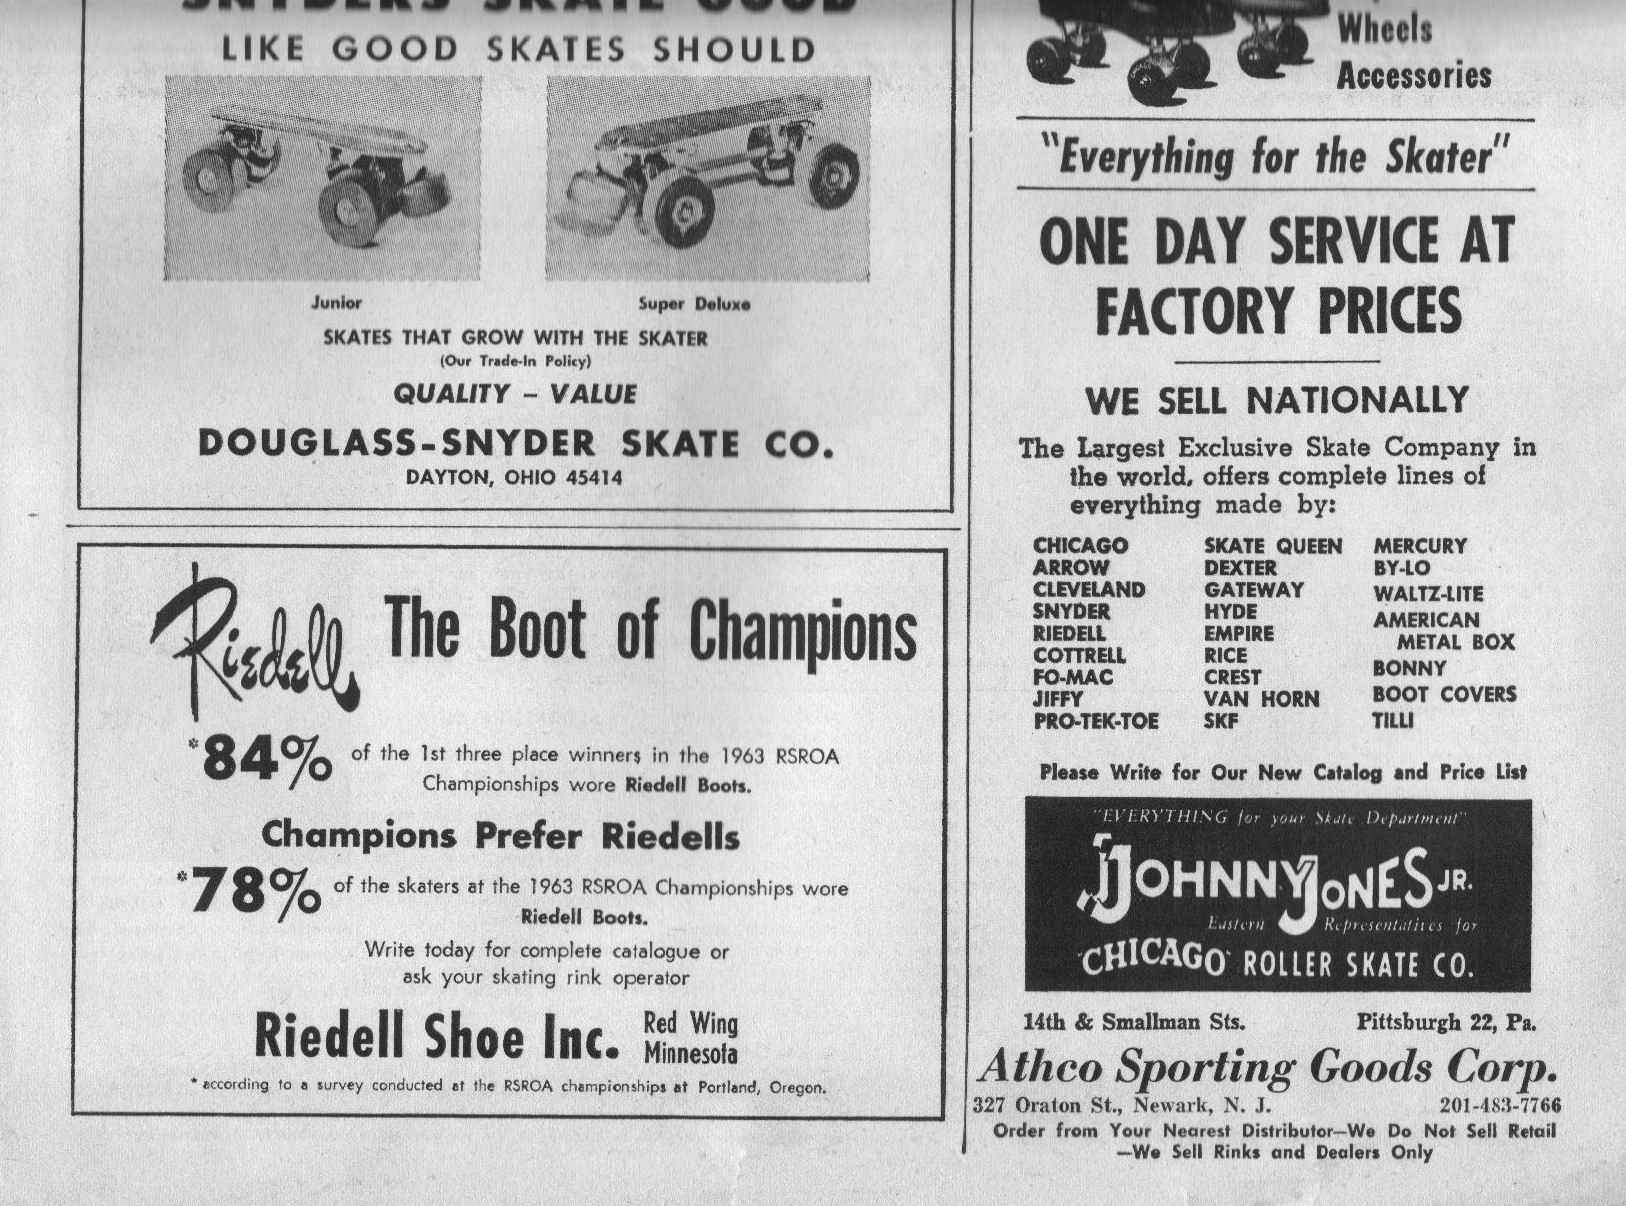 SNYDERS SKATE GOOD
LIKE GOOD SKATES SHOULD
Junior
Super Deluxe
SKATES THAT GROW WITH THE SKATER
(Our Trade-In Policy)
QUALITY – VALUE
DOUGLASS-SNYDER SKATE CO.
DAYTON, OHIO 45414
Riedell The Boot of Champions
*84% of the 1st three place winners in the 1963 RSROA
Championships wore Riedell Boots.
Champions Prefer Riedells
*78% of the skaters at the 1963 RSROA Championships wore
Riedell Boots.
Write today for complete catalogue or
ask your skating rink operator
Riedell Shoe Inc. Red Wing
Minnesota
* according to a survey conducted at the RSROA championships at Portland, Oregon.
Wheels
Accessories
"Everything for the Skater"
ONE DAY SERVICE AT
FACTORY PRICES
WE SELL NATIONALLY
The Largest Exclusive Skate Company in
the world, offers complete lines of
everything made by:
CHICAGO
ARROW
CLEVELAND
SNYDER
RIEDELL
COTTRELL
FO-MAC
JIFFY
PRO-TEK-TOE
SKATE QUEEN
DEXTER
GATEWAY
HYDE
EMPIRE
RICE
CREST
VAN HORN
SKF
MERCURY
BY-LO
WALTZ-LITE
AMERICAN
METAL BOX
BONNY
BOOT COVERS
TILLI
Please Write for Our New Catalog and Price List
"EVERYTHING for your Skate Department"
JOHNNY JONES JR.
Eastern Representatives for
"CHICAGO" ROLLER SKATE CO.
14th & Smallman Sts. Pittsburgh 22, Pa.
Athco Sporting Goods Corp.
327 Oraton St., Newark, N. J. 201-483-7766
Order from Your Nearest Distributor—We Do Not Sell Retail
—We Sell Rinks and Dealers Only